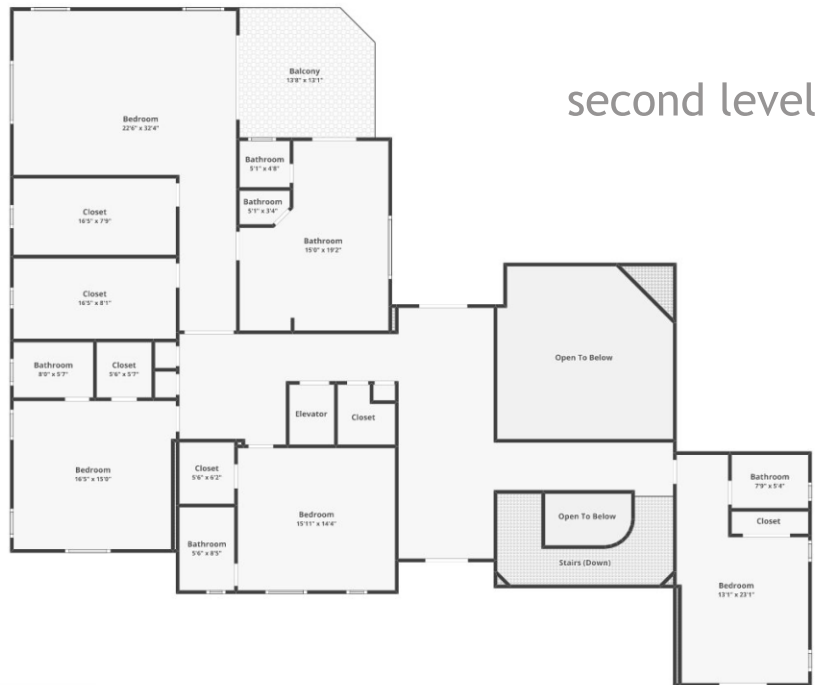 second level
Balcony
13'8" x 13'1"
Bedroom
22'6" x 32'4"
Bathroom
5'1" x 4'8"
Bathroom
5'1" x 3'4"
Closet
16'5" x 7'9"
Bathroom
15'0" x 19'2"
Closet
16'5" x 8'1"
Open To Below
Bathroom
8'0" x 5'7"
Closet
5'6" x 5'7"
Elevator
Closet
Bedroom
16'5" x 15'0"
Closet
5'6" x 6'2"
Bedroom
15'11" x 14'4"
Bathroom
5'6" x 8'5"
Open To Below
Stairs (Down)
Bathroom
7'9" x 5'4"
Closet
Bedroom
13'1" x 23'1"